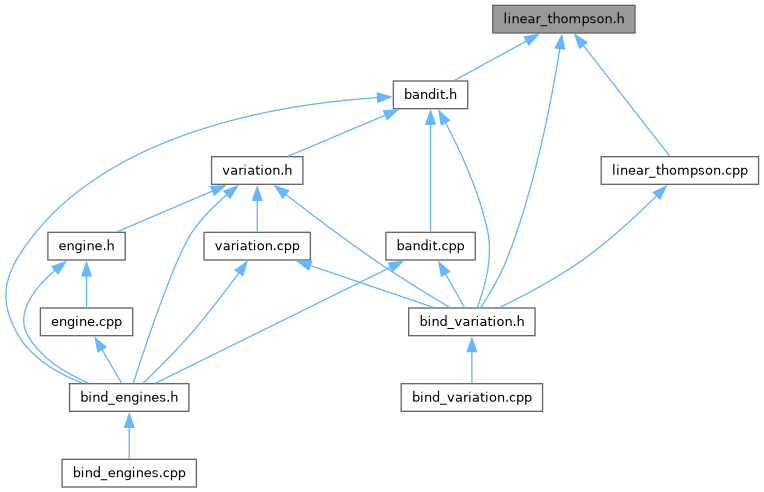 linear_thompson.h
bandit.h
variation.h
linear_thompson.cpp
engine.h
variation.cpp
bandit.cpp
engine.cpp
bind_variation.h
bind_engines.h
bind_variation.cpp
bind_engines.cpp